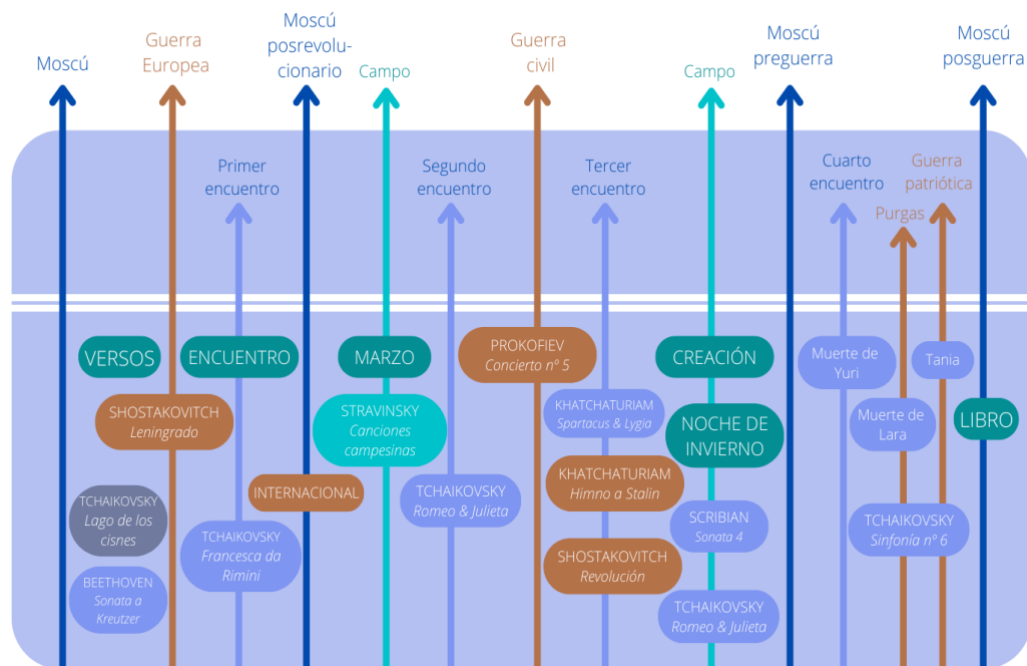 Moscú
Guerra
Europea
Moscú
posrevolu-
cionario
Campo
Guerra
civil
Campo
Moscú
preguerra
Moscú
posguerra
Primer
encuentro
Segundo
encuentro
Tercer
encuentro
Cuarto
encuentro
Guerra
patriótica
Purgas
VERSOS
ENCUENTRO
MARZO
PROKOFIEV
Concierto nº 5
CREACIÓN
Muerte de
Yuri
Tania
SHOSTAKOVITCH
Leningrado
STRAVINSKY
Canciones
campesinas
KHATCHATURIAM
Spartacus & Lygia
NOCHE DE
INVIERNO
Muerte de
Lara
LIBRO
INTERNACIONAL
KHATCHATURIAM
Himno a Stalin
TCHAIKOVSKY
Lago de los
cisnes
TCHAIKOVSKY
Francesca da
Rimini
TCHAIKOVSKY
Romeo & Julieta
SCRIBIAN
Sonata 4
TCHAIKOVSKY
Sinfonía nº 6
SHOSTAKOVITCH
Revolución
BEETHOVEN
Sonata a
Kreutzer
TCHAIKOVSKY
Romeo & Julieta